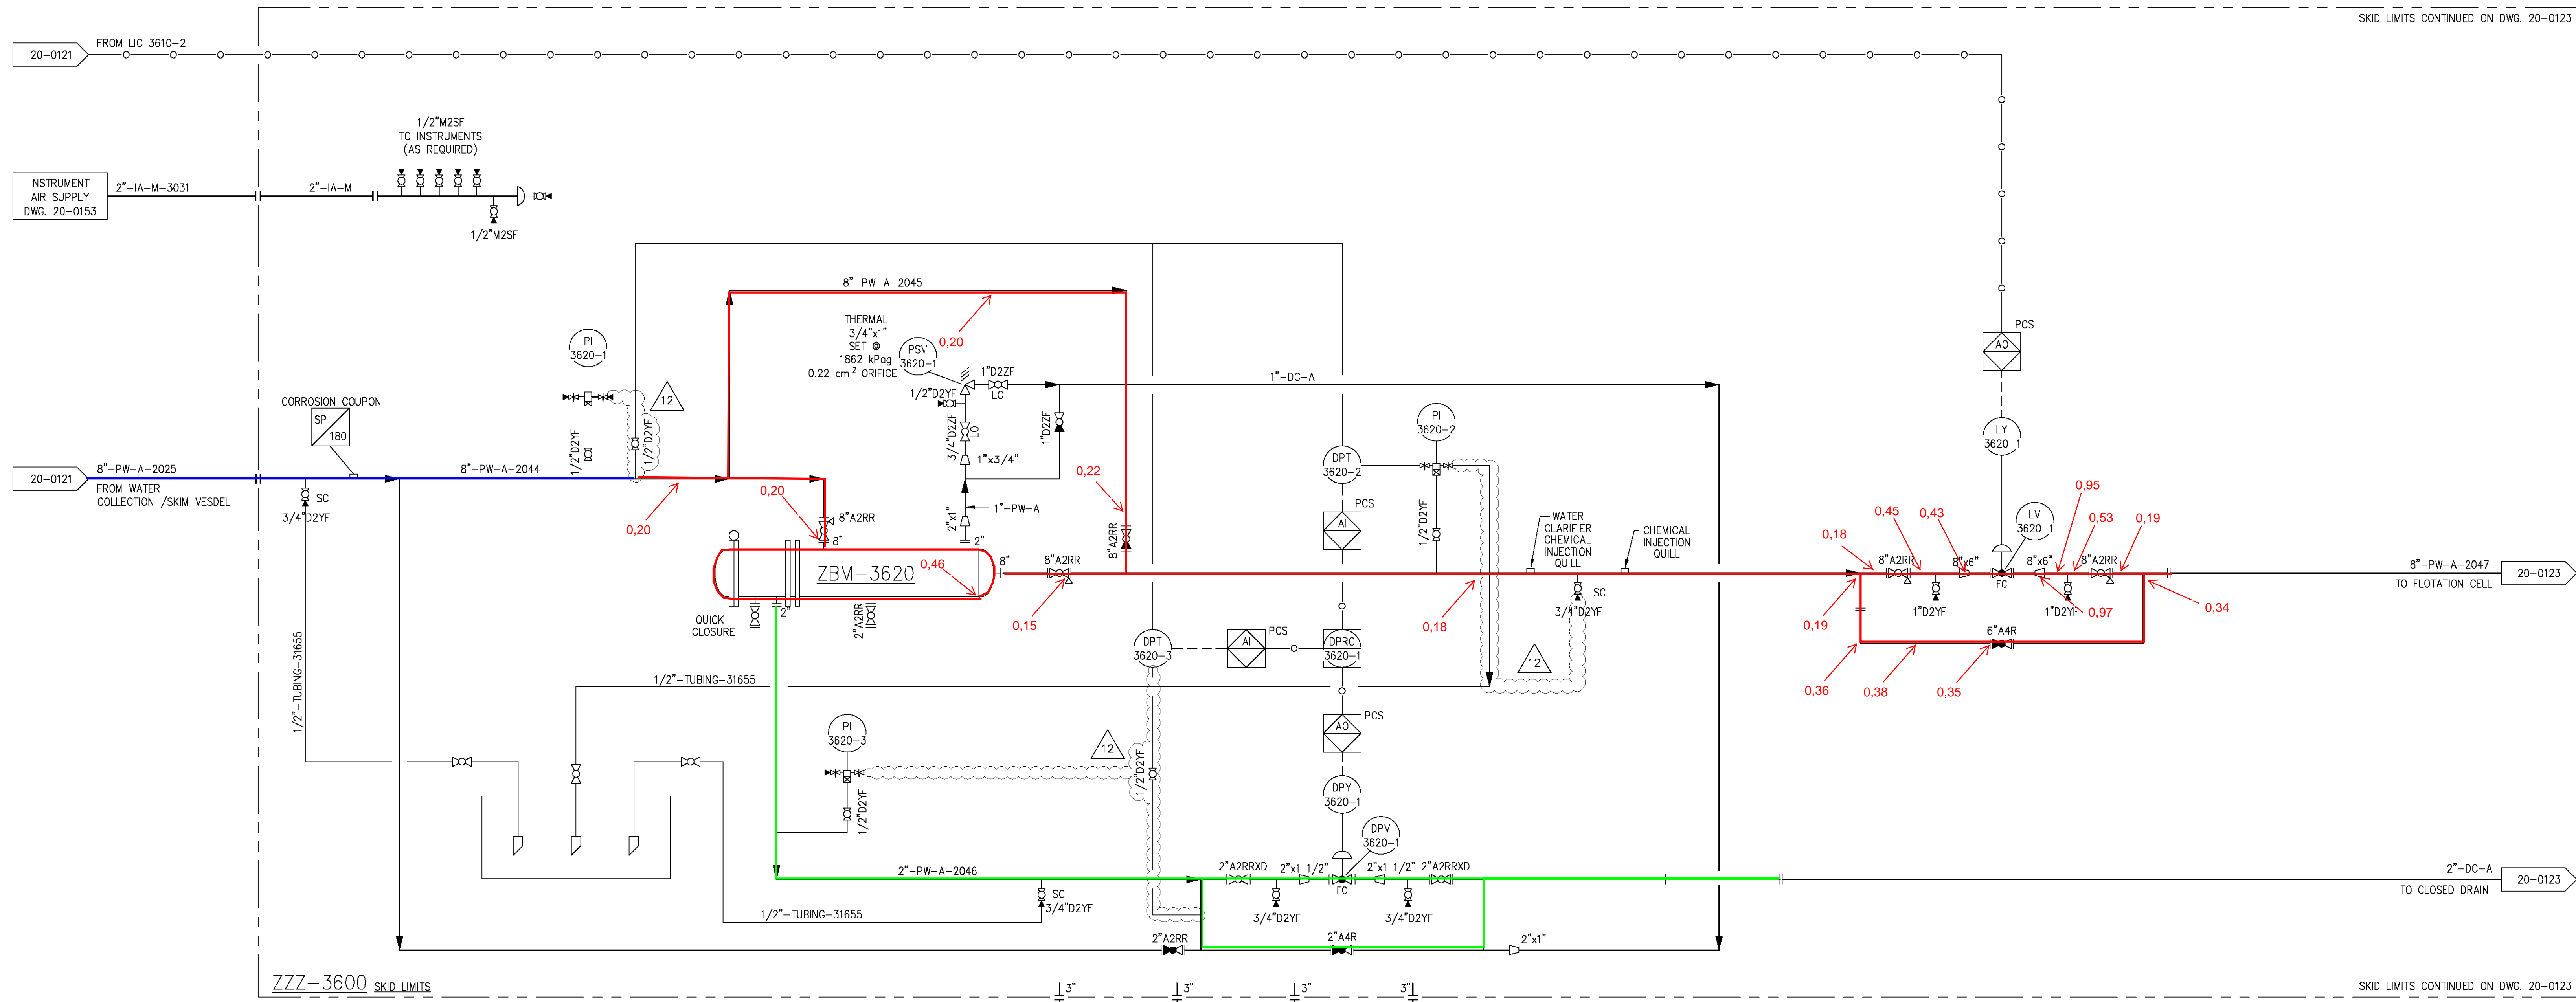 SKID LIMITS CONTINUED ON DWG. 20-0123
20-0121
FROM LIC 3610-2
1/2"M2SF
TO INSTRUMENTS
(AS REQUIRED)
INSTRUMENT
AIR SUPPLY
DWG. 20-0153
2"-IA-M-3031
2"-IA-M
1/2"M2SF
8"-PW-A-2045
0,20
THERMAL
3/4"x1"
SET @
1862 kPag
0.22 cm² ORIFICE
PSV
3620-1
1"D2ZF
LO
1/2"D2YF
3/4"D2ZF
LO
1"D2ZF
1"x3/4"
1"-PW-A
2"x1"
2"
1"-DC-A
PI
3620-1
12
1/2"D2YF
1/2"D2YF
CORROSION COUPON
SP
180
20-0121
8"-PW-A-2025
FROM WATER
COLLECTION /SKIM VESDEL
SC
3/4"D2YF
8"-PW-A-2044
0,20
0,20
8"A2RR
8"
ZBM-3620
0,46
8"
QUICK
CLOSURE
2"
2"A2RR
0,22
8"A2RR
8"A2RR
0,15
DPT
3620-2
PCS
AI
PI
3620-2
1/2"D2YF
WATER
CLARIFIER
CHEMICAL
INJECTION
QUILL
CHEMICAL
INJECTION
QUILL
0,18
SC
3/4"D2YF
12
PCS
AO
LY
3620-1
LV
3620-1
FC
0,18
0,45
0,43
0,95
0,53
0,19
8"A2RR
8"x6"
8"x6"
8"A2RR
1"D2YF
1"D2YF
0,97
0,34
0,19
6"A4R
0,36
0,38
0,35
8"-PW-A-2047
TO FLOTATION CELL
20-0123
DPT
3620-3
AI
PCS
DPRC
3620-1
1/2"-TUBING-31655
1/2"-TUBING-31655
PI
3620-3
1/2"D2YF
12
1/2"D2YF
AO
PCS
DPY
3620-1
DPV
3620-1
FC
2"-PW-A-2046
SC
3/4"D2YF
1/2"-TUBING-31655
2"A2RRXD
2"x1 1/2"
2"x1 1/2"
2"A2RRXD
3/4"D2YF
3/4"D2YF
2"A2RR
2"A4R
2"x1"
2"-DC-A
TO CLOSED DRAIN
20-0123
ZZZ-3600 SKID LIMITS
3"
3"
3"
3"
SKID LIMITS CONTINUED ON DWG. 20-0123